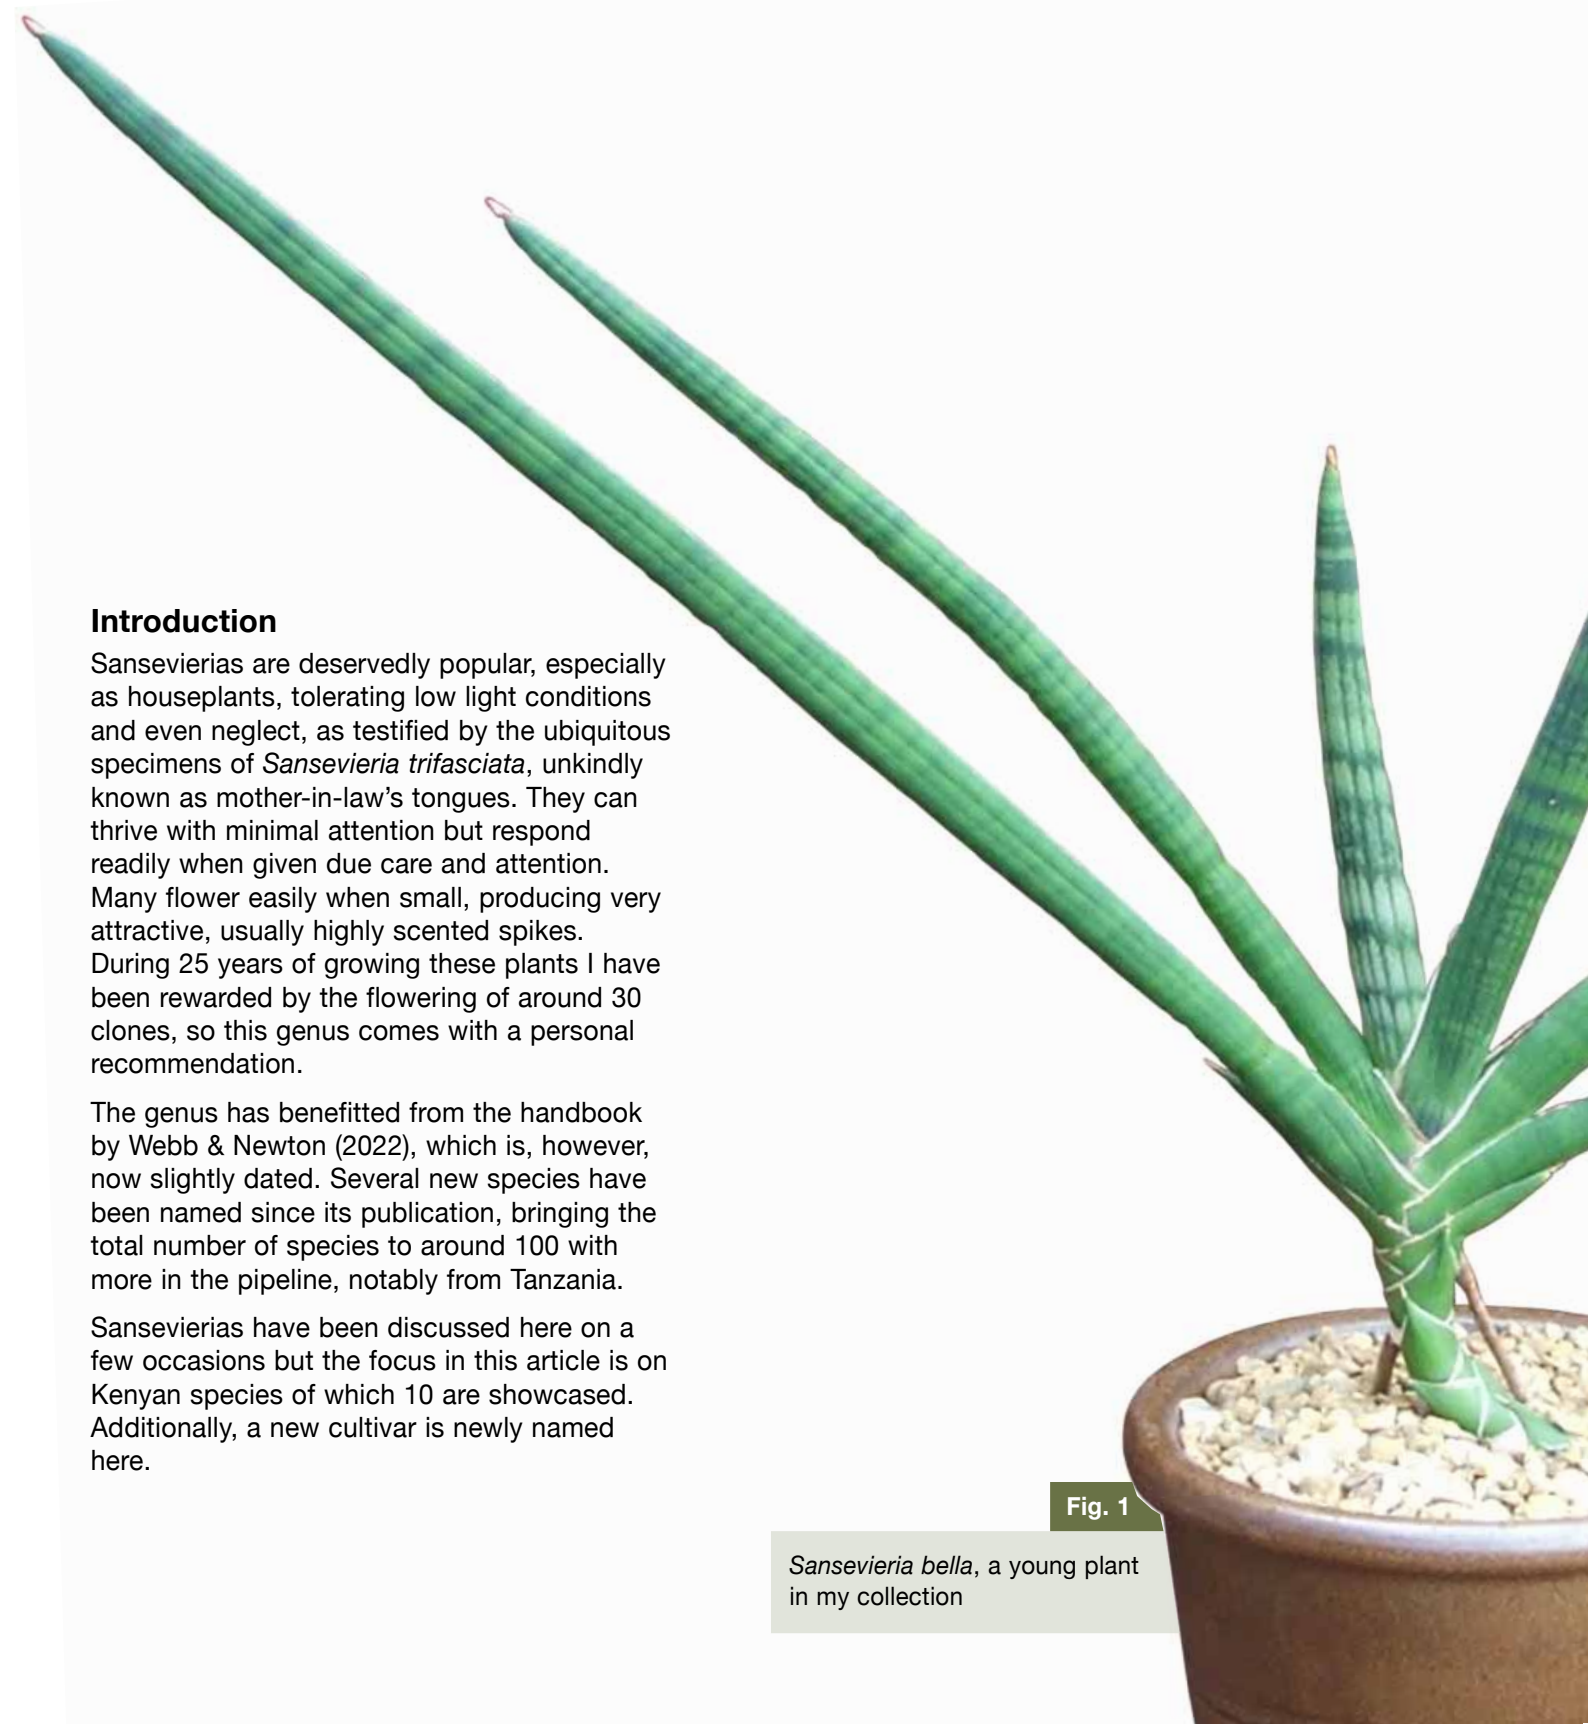 Introduction
Sansevierias are deservedly popular, especially
as houseplants, tolerating low light conditions
and even neglect, as testified by the ubiquitous
specimens of Sansevieria trifasciata, unkindly
known as mother-in-law's tongues. They can
thrive with minimal attention but respond
readily when given due care and attention.
Many flower easily when small, producing very
attractive, usually highly scented spikes.
During 25 years of growing these plants I have
been rewarded by the flowering of around 30
clones, so this genus comes with a personal
recommendation.
The genus has benefitted from the handbook
by Webb & Newton (2022), which is, however,
now slightly dated. Several new species have
been named since its publication, bringing the
total number of species to around 100 with
more in the pipeline, notably from Tanzania.
Sansevierias have been discussed here on a
few occasions but the focus in this article is on
Kenyan species of which 10 are showcased.
Additionally, a new cultivar is newly named
here.
Fig. 1
Sansevieria bella, a young plant
in my collection